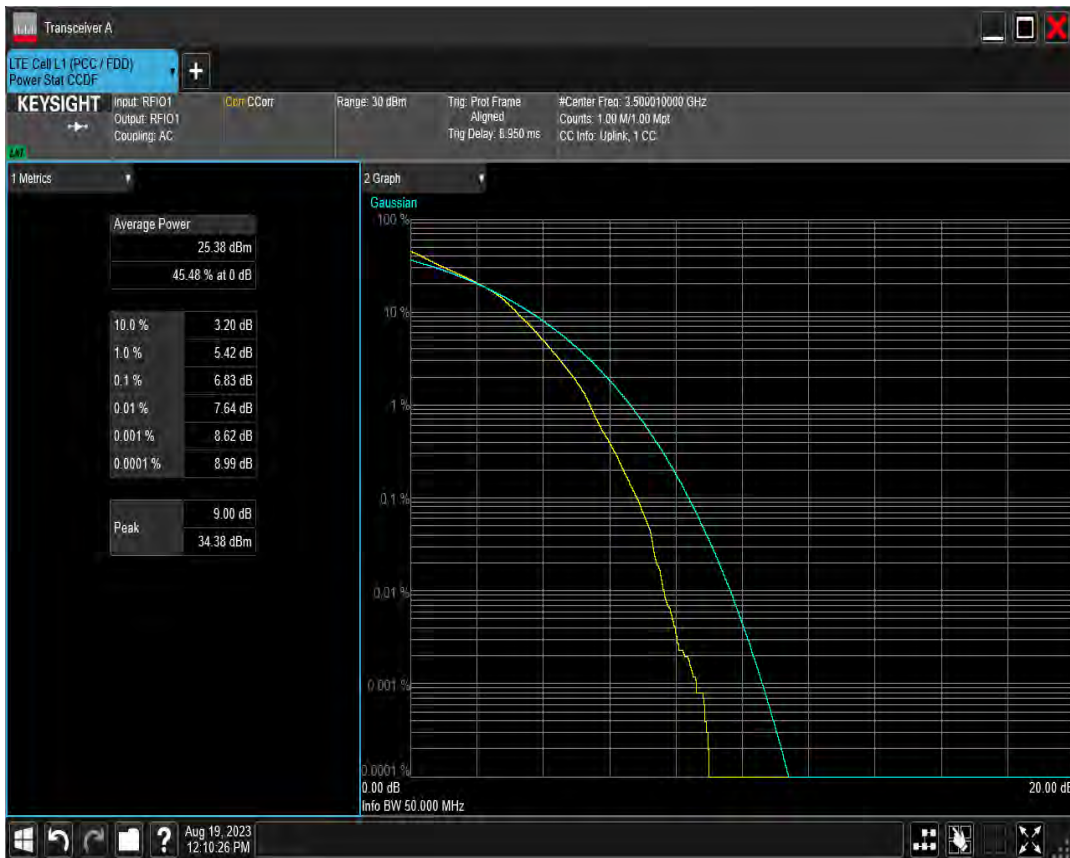 Transceiver A
LTE Cell L1 (PCC / FDD)
Power Stat CCDF
+
KEYSIGHT
Input: RFIO1
Output: RFIO1
Coupling: AC
Corr CCorr
Range: 30 dBm
Trig: Prot Frame
Aligned
Trig Delay: 8.950 ms
#Center Freq: 3.500010000 GHz
Counts: 1.00 M/1.00 Mpt
CC Info: Uplink, 1 CC
1 Metrics
Average Power
25.38 dBm
45.48 % at 0 dB
10.0 % 3.20 dB
1.0 % 5.42 dB
0.1 % 6.83 dB
0.01 % 7.64 dB
0.001 % 8.62 dB
0.0001 % 8.99 dB
Peak
9.00 dB
34.38 dBm
2 Graph
Gaussian
100 %
10 %
1 %
0.1 %
0.01 %
0.001 %
0.0001 %
0.00 dB
20.00 dB
Info BW 50.000 MHz
?
Aug 19, 2023
12:10:26 PM